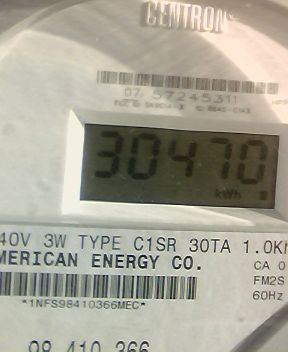 CENTRON
07 57245311
30470
kWh
40V 3W TYPE C1SR 30TA 1.0K
MERICAN ENERGY CO.
CA 0
FM2S
60Hz
*1NFS98410366MEC*
98 410 366